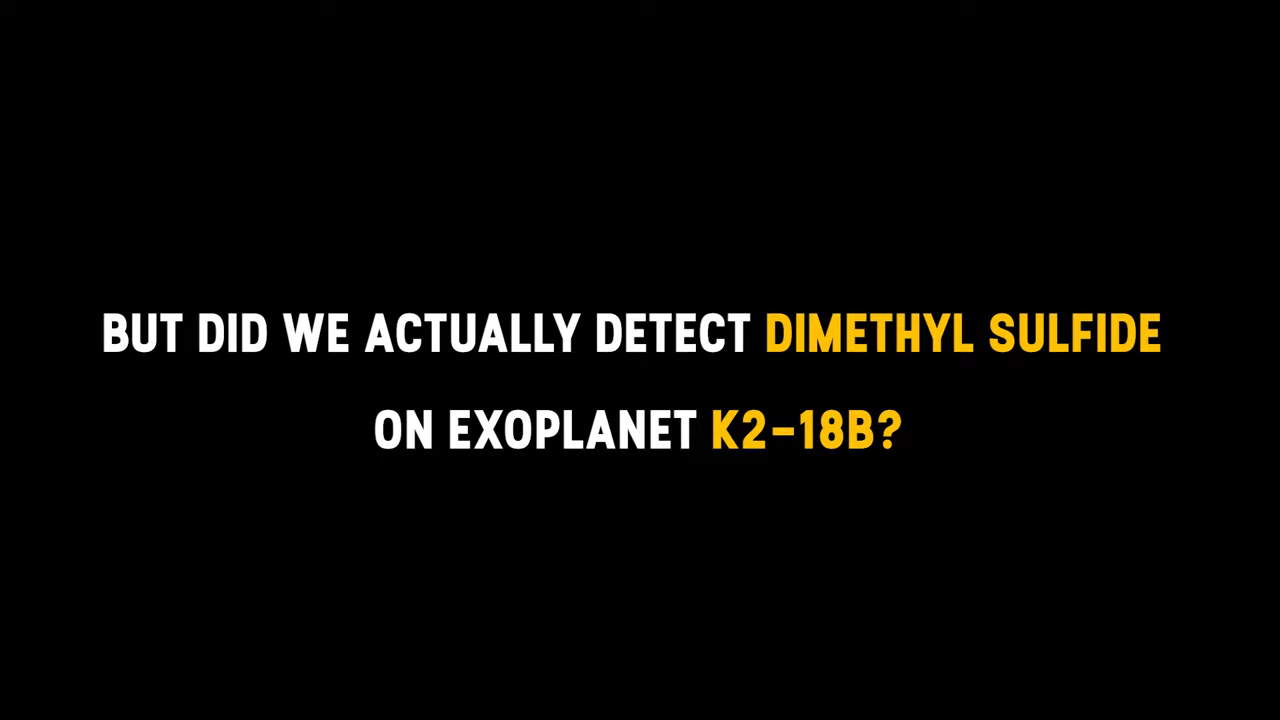 BUT DID WE ACTUALLY DETECT DIMETHYL SULFIDE
ON EXOPLANET K2-18B?